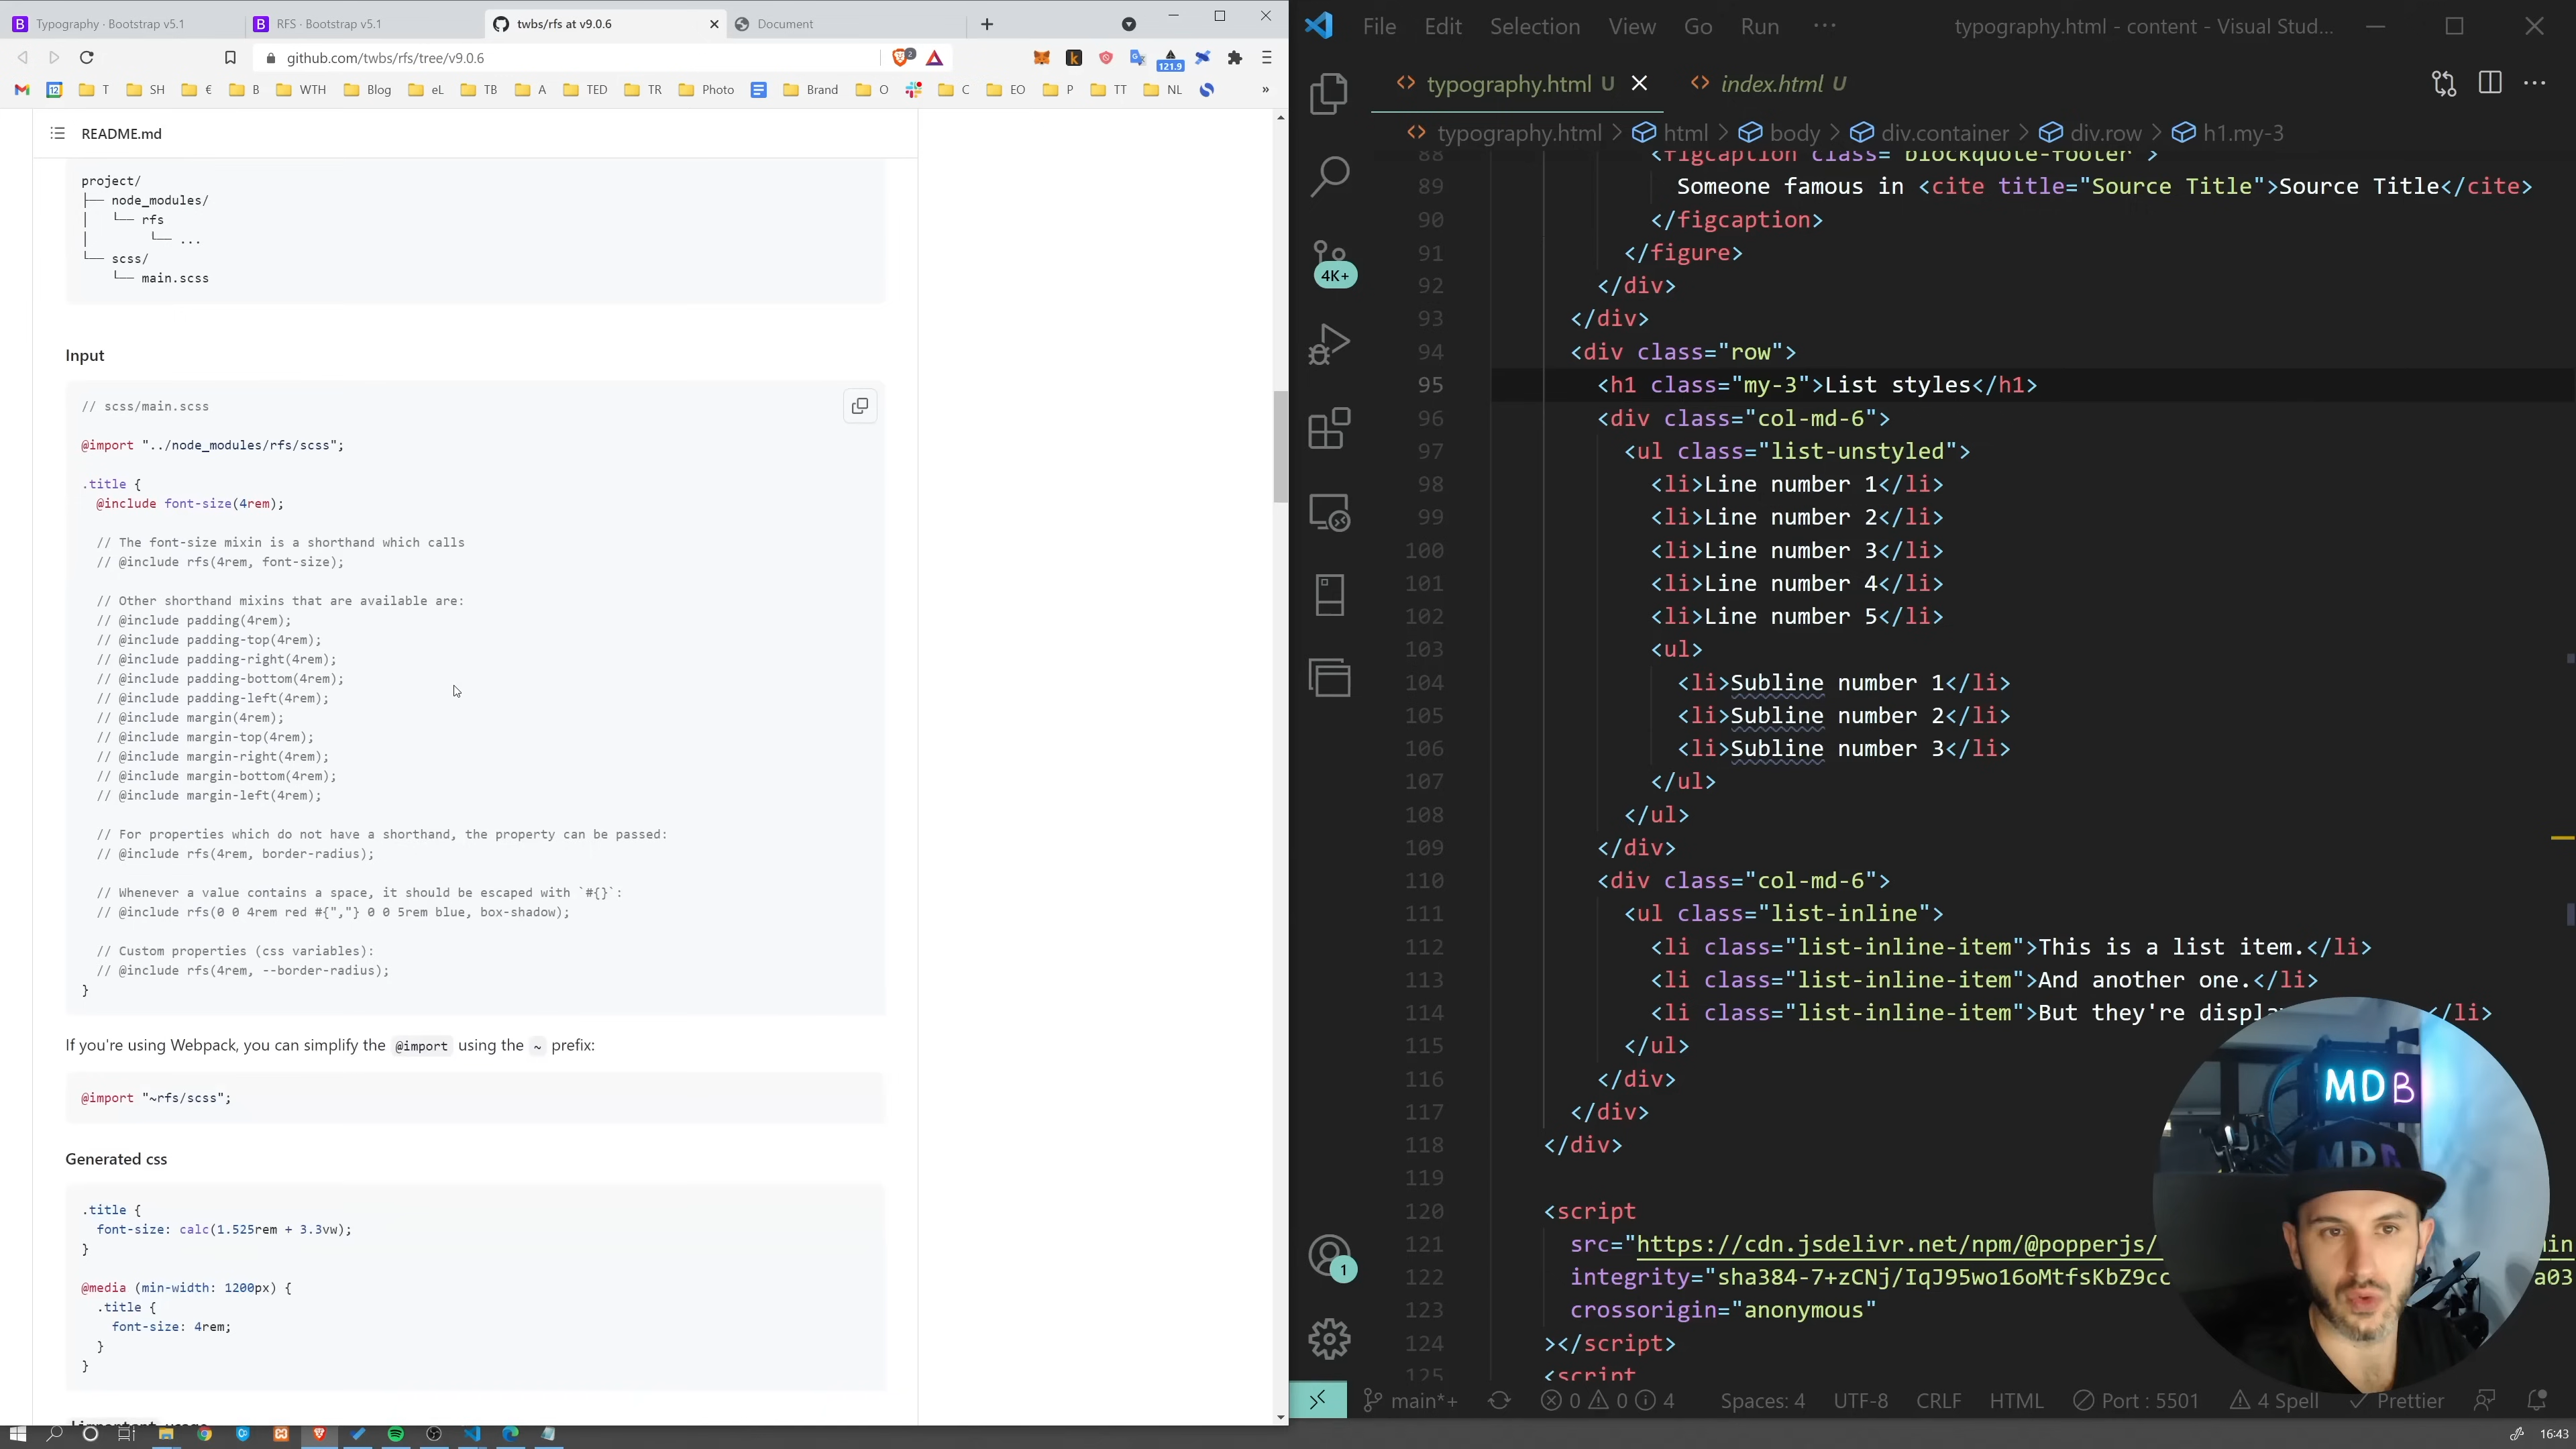 Typography · Bootstrap v5.1
RFS · Bootstrap v5.1
twbs/rfs at v9.0.6
Document
github.com/twbs/rfs/tree/v9.0.6
2
121.9
12
T
SH
€
B
WTH
Blog
eL
TB
A
TED
TR
Photo
Brand
O
C
EO
P
TT
NL
»
README.md
project/
├── node_modules/
│   └── rfs
│        └── ...
└── scss/
    └── main.scss
Input
// scss/main.scss
@import "../node_modules/rfs/scss";
.title {
  @include font-size(4rem);
  // The font-size mixin is a shorthand which calls
  // @include rfs(4rem, font-size);
  // Other shorthand mixins that are available are:
  // @include padding(4rem);
  // @include padding-top(4rem);
  // @include padding-right(4rem);
  // @include padding-bottom(4rem);
  // @include padding-left(4rem);
  // @include margin(4rem);
  // @include margin-top(4rem);
  // @include margin-right(4rem);
  // @include margin-bottom(4rem);
  // @include margin-left(4rem);
  // For properties which do not have a shorthand, the property can be passed:
  // @include rfs(4rem, border-radius);
  // Whenever a value contains a space, it should be escaped with `#{}`:
  // @include rfs(0 0 4rem red #{","} 0 0 5rem blue, box-shadow);
  // Custom properties (css variables):
  // @include rfs(4rem, --border-radius);
}
If you're using Webpack, you can simplify the @import using the ~ prefix:
@import "~rfs/scss";
Generated css
.title {
  font-size: calc(1.525rem + 3.3vw);
}
@media (min-width: 1200px) {
  .title {
    font-size: 4rem;
  }
}
File Edit Selection View Go Run ···
typography.html - content - Visual Stud...
typography.html U
index.html U
typography.html > html > body > div.container > div.row > h1.my-3
4K+
1
88 <figcaption class="blockquote-footer">
89 Someone famous in <cite title="Source Title">Source Title</cite>
90 </figcaption>
91 </figure>
92 </div>
93 </div>
94 <div class="row">
95 <h1 class="my-3">List styles</h1>
96 <div class="col-md-6">
97 <ul class="list-unstyled">
98 <li>Line number 1</li>
99 <li>Line number 2</li>
100 <li>Line number 3</li>
101 <li>Line number 4</li>
102 <li>Line number 5</li>
103 <ul>
104 <li>Subline number 1</li>
105 <li>Subline number 2</li>
106 <li>Subline number 3</li>
107 </ul>
108 </ul>
109 </div>
110 <div class="col-md-6">
111 <ul class="list-inline">
112 <li class="list-inline-item">This is a list item.</li>
113 <li class="list-inline-item">And another one.</li>
114 <li class="list-inline-item">But they're displa </li>
115 </ul>
116 </div>
117 </div>
118 </div>
119
120 <script
121 src="https://cdn.jsdelivr.net/npm/@popperjs/ min
122 integrity="sha384-7+zCNj/IqJ95wo16oMtfsKbZ9cc a03
123 crossorigin="anonymous"
124 ></script>
125 <script
MDB
MDB
main*+
0 0 4
Spaces: 4
UTF-8
CRLF
HTML
Port : 5501
4 Spell
Prettier
16:43